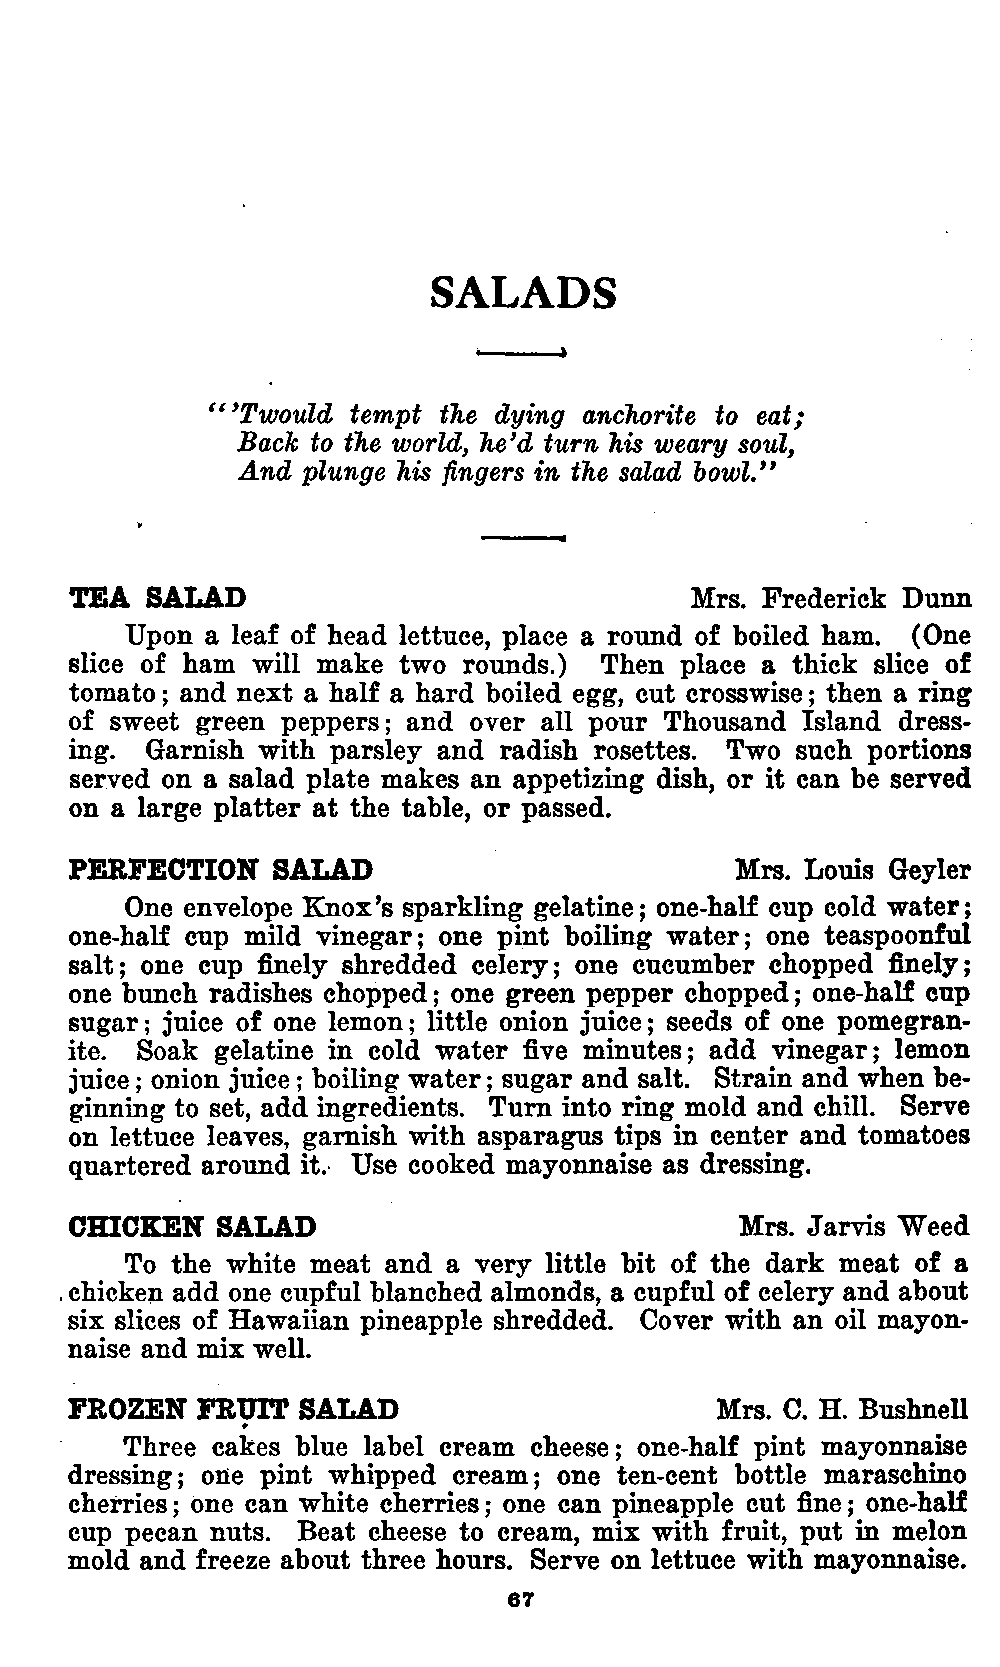 SALADS
"'Twould tempt the dying anchorite to eat;
Back to the world, he'd turn his weary soul,
And plunge his fingers in the salad bowl."
TEA SALAD Mrs. Frederick Dunn
Upon a leaf of head lettuce, place a round of boiled ham. (One
slice of ham will make two rounds.) Then place a thick slice of
tomato; and next a half a hard boiled egg, cut crosswise; then a ring
of sweet green peppers; and over all pour Thousand Island dress-
ing. Garnish with parsley and radish rosettes. Two such portions
served on a salad plate makes an appetizing dish, or it can be served
on a large platter at the table, or passed.
PERFECTION SALAD Mrs. Louis Geyler
One envelope Knox's sparkling gelatine; one-half cup cold water;
one-half cup mild vinegar; one pint boiling water; one teaspoonful
salt; one cup finely shredded celery; one cucumber chopped finely;
one bunch radishes chopped; one green pepper chopped; one-half cup
sugar; juice of one lemon; little onion juice; seeds of one pomegran-
ite. Soak gelatine in cold water five minutes; add vinegar; lemon
juice; onion juice; boiling water; sugar and salt. Strain and when be-
ginning to set, add ingredients. Turn into ring mold and chill. Serve
on lettuce leaves, garnish with asparagus tips in center and tomatoes
quartered around it. Use cooked mayonnaise as dressing.
CHICKEN SALAD Mrs. Jarvis Weed
To the white meat and a very little bit of the dark meat of a
chicken add one cupful blanched almonds, a cupful of celery and about
six slices of Hawaiian pineapple shredded. Cover with an oil mayon-
naise and mix well.
FROZEN FRUIT SALAD Mrs. C. H. Bushnell
Three cakes blue label cream cheese; one-half pint mayonnaise
dressing; one pint whipped cream; one ten-cent bottle maraschino
cherries; one can white cherries; one can pineapple cut fine; one-half
cup pecan nuts. Beat cheese to cream, mix with fruit, put in melon
mold and freeze about three hours. Serve on lettuce with mayonnaise.
67